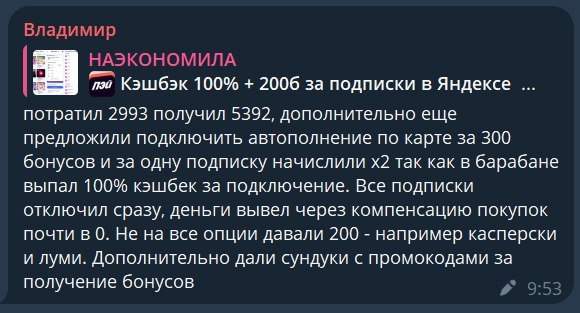 Владимир
НАЭКОНОМИЛА
пэй Кэшбэк 100% + 200б за подписки в Яндексе ...
потратил 2993 получил 5392, дополнительно еще
предложили подключить автополнение по карте за 300
бонусов и за одну подписку начислили х2 так как в барабане
выпал 100% кэшбек за подключение. Все подписки
отключил сразу, деньги вывел через компенсацию покупок
почти в 0. Не на все опции давали 200 - например касперски
и луми. Дополнительно дали сундуки с промокодами за
получение бонусов
9:53